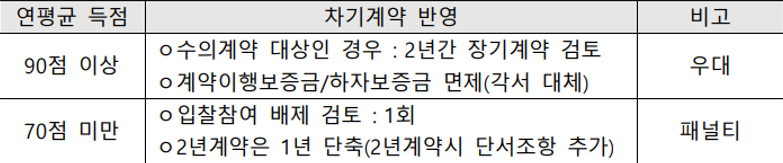 연평균 득점 차기계약 반영 비고
90점 이상
ㅇ수의계약 대상인 경우 : 2년간 장기계약 검토
ㅇ계약이행보증금/하자보증금 면제(각서 대체)
우대
70점 미만
ㅇ입찰참여 배제 검토 : 1회
ㅇ2년계약은 1년 단축(2년계약시 단서조항 추가)
패널티